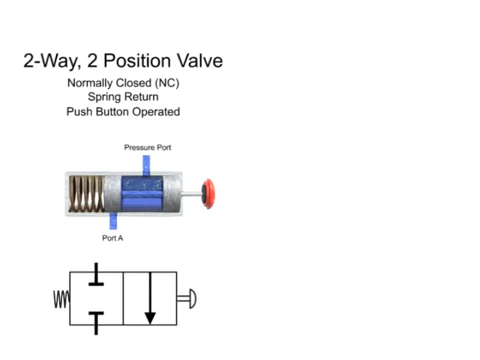 2-Way, 2 Position Valve
Normally Closed (NC)
Spring Return
Push Button Operated
Pressure Port
Port A